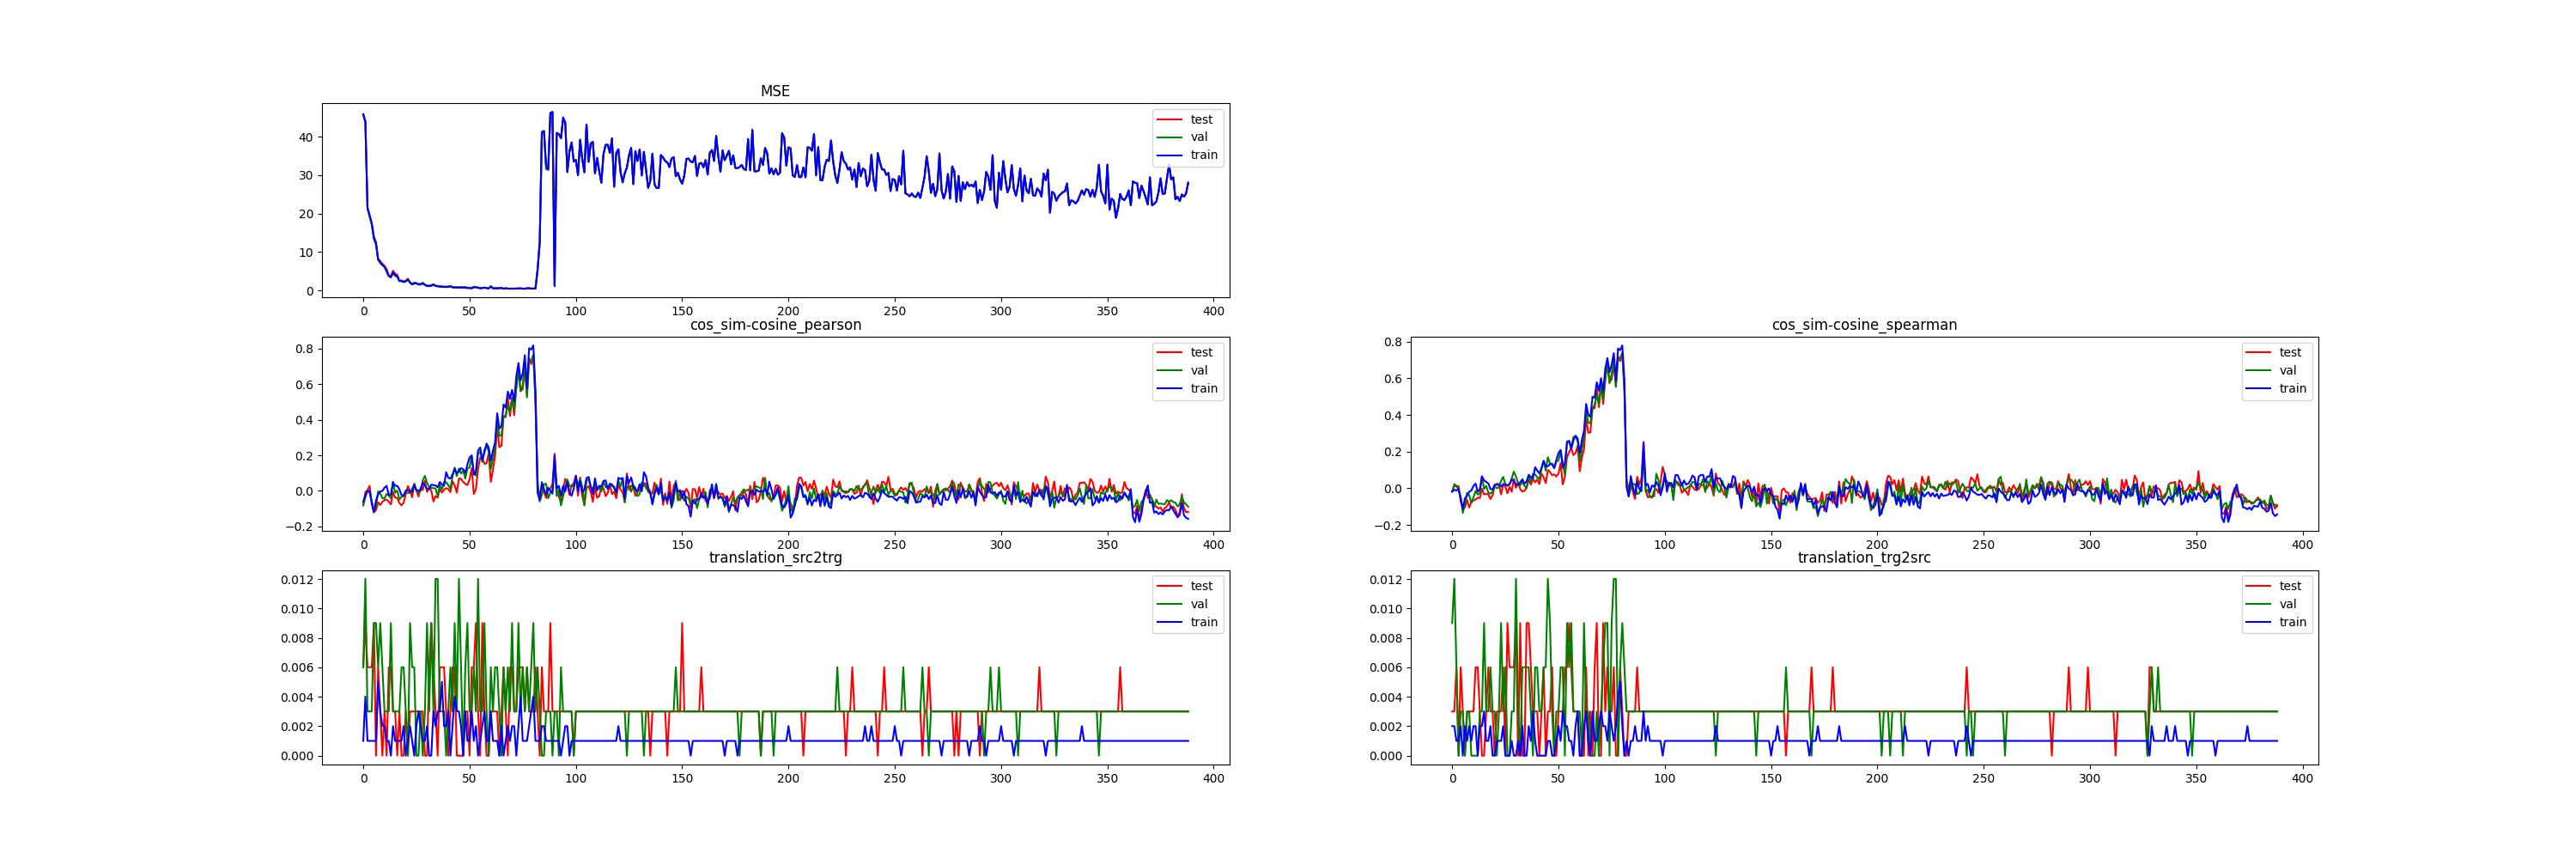 MSE
40
30
20
10
0
test
val
train
0 50 100 150 200 250 300 350 400
cos_sim-cosine_pearson
0.8
0.6
0.4
0.2
0.0
−0.2
test
val
train
0 50 100 150 200 250 300 350 400
cos_sim-cosine_spearman
0.8
0.6
0.4
0.2
0.0
−0.2
test
val
train
0 50 100 150 200 250 300 350 400
translation_src2trg
0.012
0.010
0.008
0.006
0.004
0.002
0.000
test
val
train
0 50 100 150 200 250 300 350 400
translation_trg2src
0.012
0.010
0.008
0.006
0.004
0.002
0.000
test
val
train
0 50 100 150 200 250 300 350 400